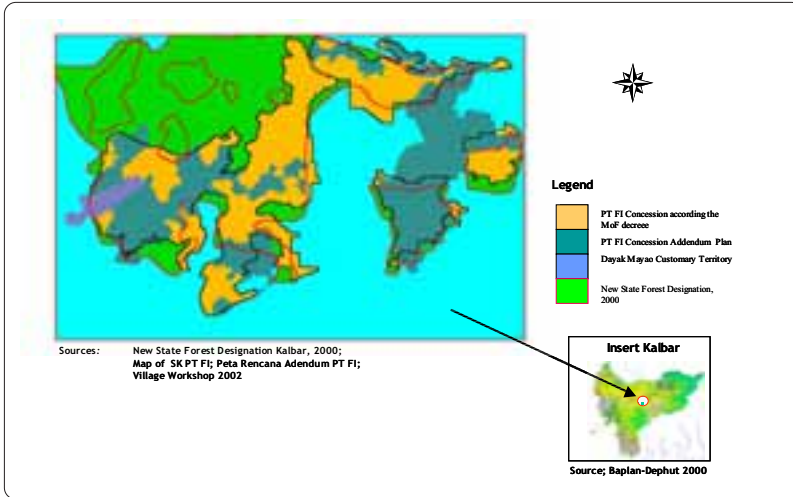 Legend
PT FI Concession according the
MoF decreee
PT FI Concession Addendum Plan
Dayak Mayao Customary Territory
New State Forest Designation,
2000
Sources: New State Forest Designation Kalbar, 2000;
Map of SK PT FI; Peta Rencana Adendum PT FI;
Village Workshop 2002
Insert Kalbar
Source; Baplan-Dephut 2000